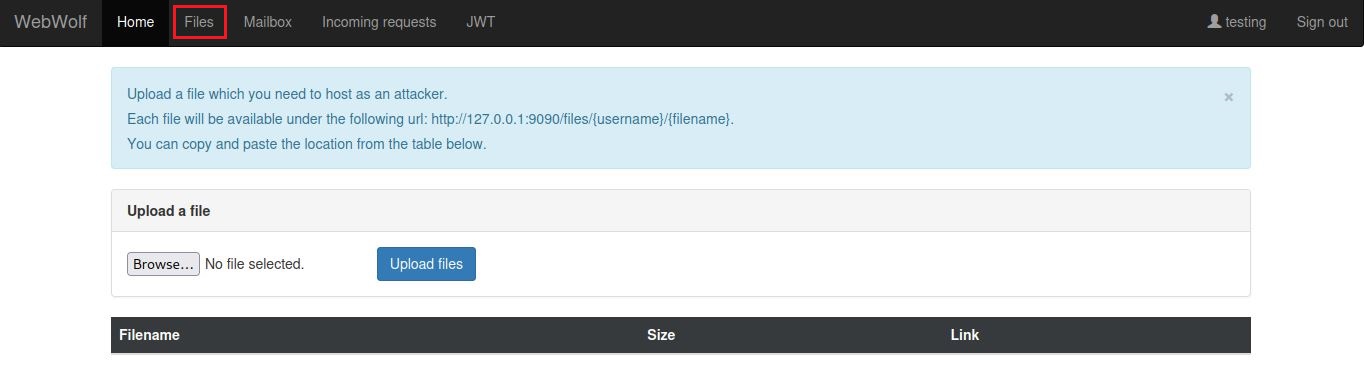 WebWolf Home Files Mailbox Incoming requests JWT testing Sign out
Upload a file which you need to host as an attacker. ×
Each file will be available under the following url: http://127.0.0.1:9090/files/{username}/{filename}.
You can copy and paste the location from the table below.
Upload a file
Browse... No file selected. Upload files
Filename Size Link